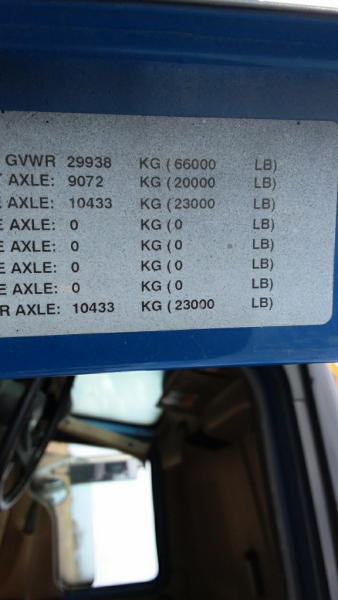 GVWR 29938 KG ( 66000 LB)
AXLE: 9072 KG ( 20000 LB)
E AXLE: 10433 KG ( 23000 LB)
E AXLE: 0 KG ( 0 LB)
E AXLE: 0 KG ( 0 LB)
E AXLE: 0 KG ( 0 LB)
E AXLE: 0 KG ( 0 LB)
R AXLE: 10433 KG ( 23000 LB)